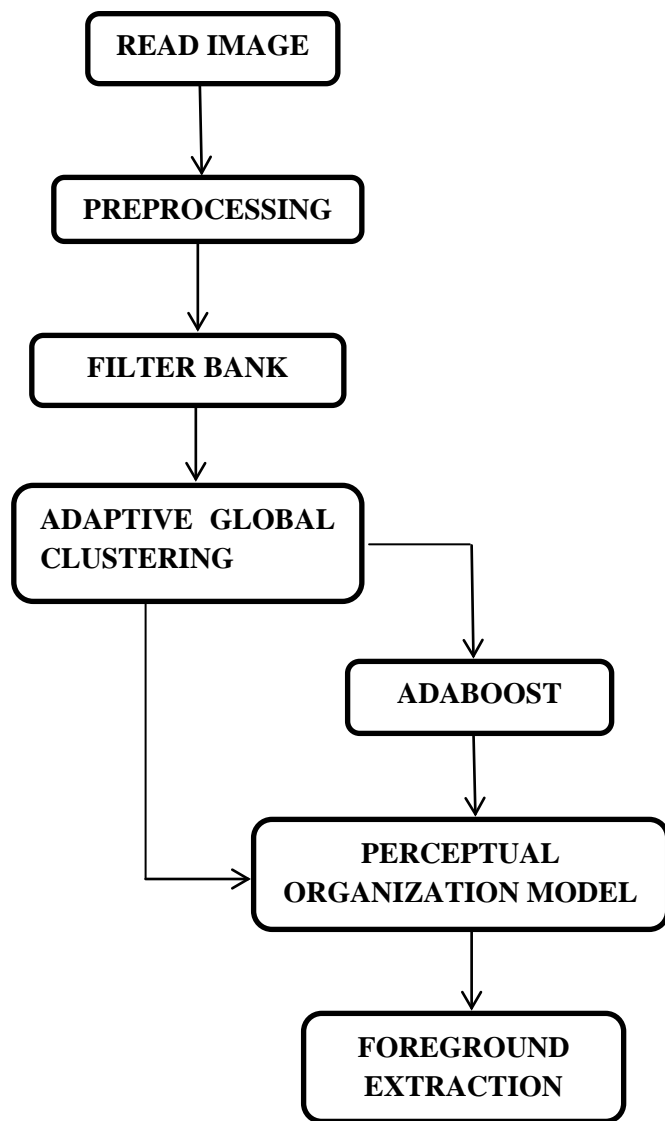 READ IMAGE
PREPROCESSING
FILTER BANK
ADAPTIVE GLOBAL
CLUSTERING
ADABOOST
PERCEPTUAL
ORGANIZATION MODEL
FOREGROUND
EXTRACTION